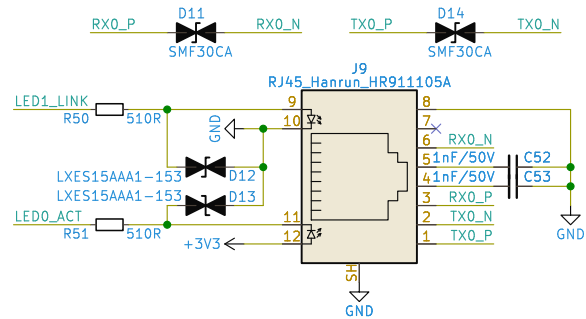 D11
RX0_P
RX0_N
SMF30CA
D14
TX0_P
TX0_N
SMF30CA
J9
RJ45_Hanrun_HR911105A
LED1_LINK
R50
510R
GND
9
10
8
7
6
RX0_N
5
1nF/50V
C52
4
1nF/50V
C53
3
RX0_P
2
TX0_N
1
TX0_P
LXES15AAA1-153
D12
LXES15AAA1-153
D13
LED0_ACT
R51
510R
11
12
+3V3
SH
GND
GND